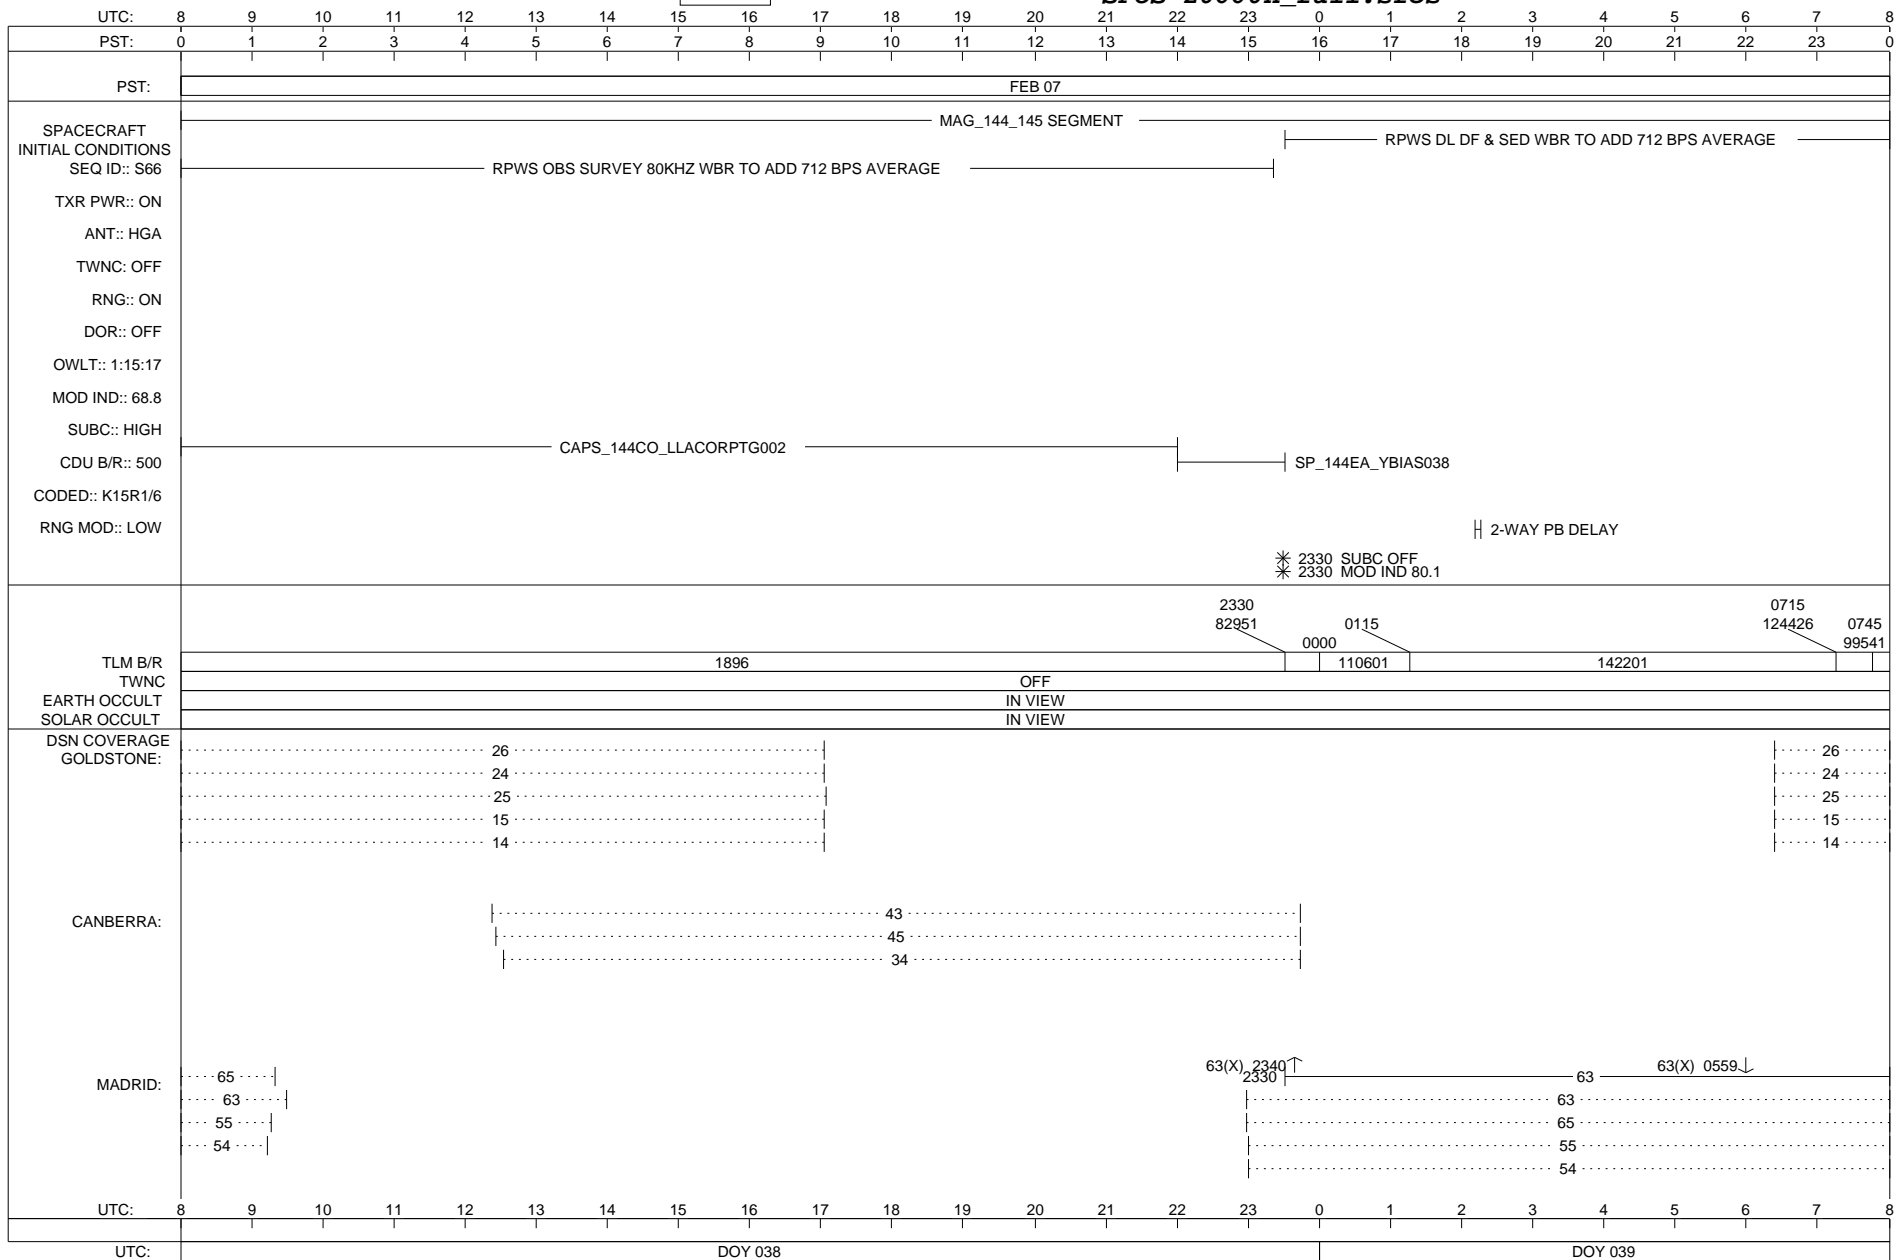 UTC: 8 9 10 11 12 13 14 15 16 17 18 19 20 21 22 23 0 1 2 3 4 5 6 7 8
PST: 0 1 2 3 4 5 6 7 8 9 10 11 12 13 14 15 16 17 18 19 20 21 22 23 0
PST: FEB 07
MAG_144_145 SEGMENT
SPACECRAFT
INITIAL CONDITIONS
RPWS DL DF & SED WBR TO ADD 712 BPS AVERAGE
SEQ ID:: S66
RPWS OBS SURVEY 80KHZ WBR TO ADD 712 BPS AVERAGE
TXR PWR:: ON
ANT:: HGA
TWNC: OFF
RNG:: ON
DOR:: OFF
OWLT:: 1:15:17
MOD IND:: 68.8
SUBC:: HIGH
CAPS_144CO_LLACORPTG002
CDU B/R:: 500
SP_144EA_YBIAS038
CODED:: K15R1/6
RNG MOD:: LOW
2-WAY PB DELAY
2330 SUBC OFF
2330 MOD IND 80.1
2330 0715
82951 0115 124426 0745
0000 99541
TLM B/R 1896 110601 142201
TWNC OFF
EARTH OCCULT IN VIEW
SOLAR OCCULT IN VIEW
DSN COVERAGE
GOLDSTONE:
26 26
24 24
25 25
15 15
14 14
CANBERRA:
43
45
34
63(X) 2340 63(X) 0559
MADRID:
65 2330 63
63 63
55 65
54 55
54
UTC: 8 9 10 11 12 13 14 15 16 17 18 19 20 21 22 23 0 1 2 3 4 5 6 7 8
UTC: DOY 038 DOY 039